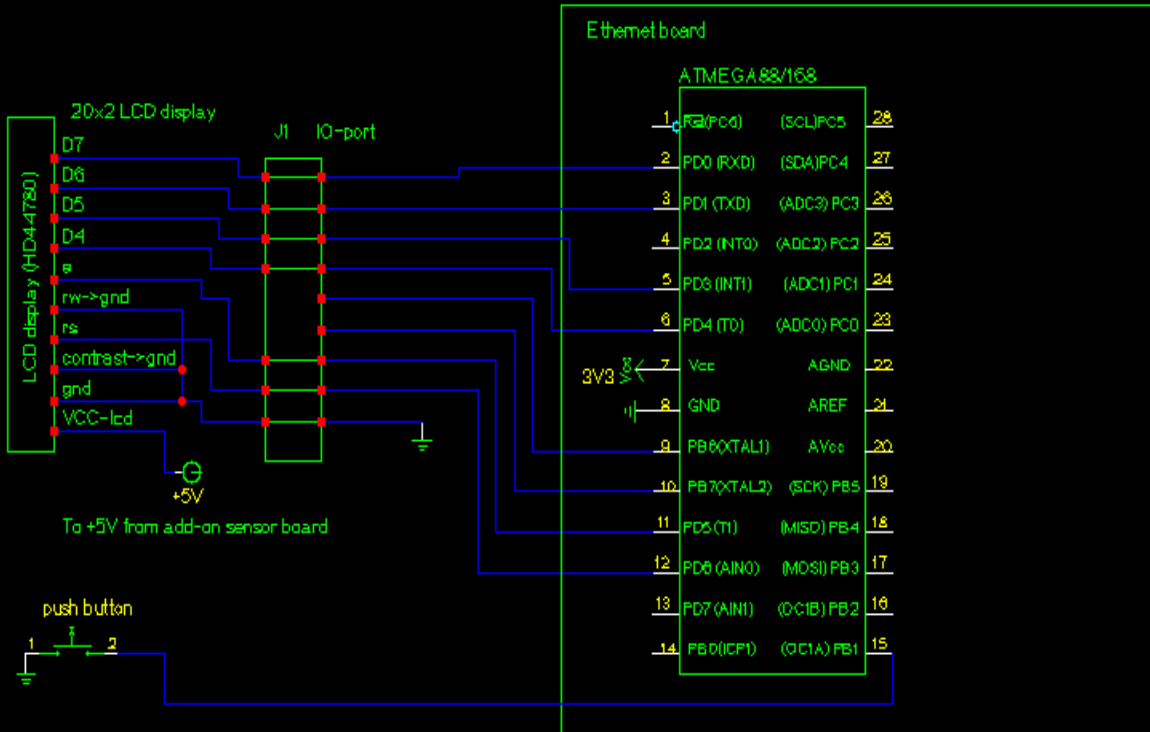 Ethernet board
ATMEGA88/168
20x2 LCD display
J1 IO-port
LCD display (HD44780)
D7
D6
D5
D4
e
rw->gnd
rs
contrast->gnd
gnd
VCC-lcd
+5V
To +5V from add-on sensor board
push button
1 2
3V3
1 (PC6) (SCL)PC5 28
2 PD0 (RXD) (SDA)PC4 27
3 PD1 (TXD) (ADC3) PC3 26
4 PD2 (INT0) (ADC2) PC2 25
5 PD3 (INT1) (ADC1) PC1 24
6 PD4 (T0) (ADC0) PC0 23
7 Vcc AGND 22
8 GND AREF 21
9 PB6(XTAL1) AVcc 20
10 PB7(XTAL2) (SCK) PB5 19
11 PD5 (T1) (MISO) PB4 18
12 PD6 (AIN0) (MOSI) PB3 17
13 PD7 (AIN1) (OC1B) PB2 16
14 PB0(ICP1) (OC1A) PB1 15